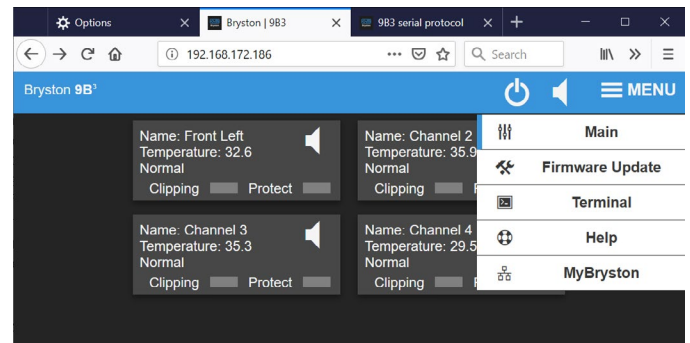 Options
Bryston | 9B3
9B3 serial protocol
192.168.172.186
Search
Bryston 9B³
MENU
Name: Front Left
Temperature: 32.6
Normal
Clipping Protect
Name: Channel 2
Temperature: 35.9
Normal
Clipping
Name: Channel 3
Temperature: 35.3
Normal
Clipping Protect
Name: Channel 4
Temperature: 29.5
Normal
Clipping
Main
Firmware Update
Terminal
Help
MyBryston